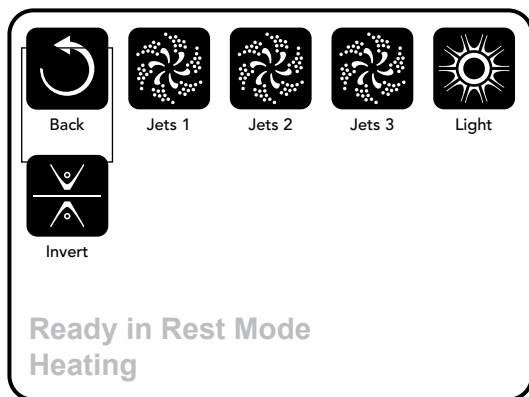 Back
Jets 1
Jets 2
Jets 3
Light
Invert
Ready in Rest Mode
Heating